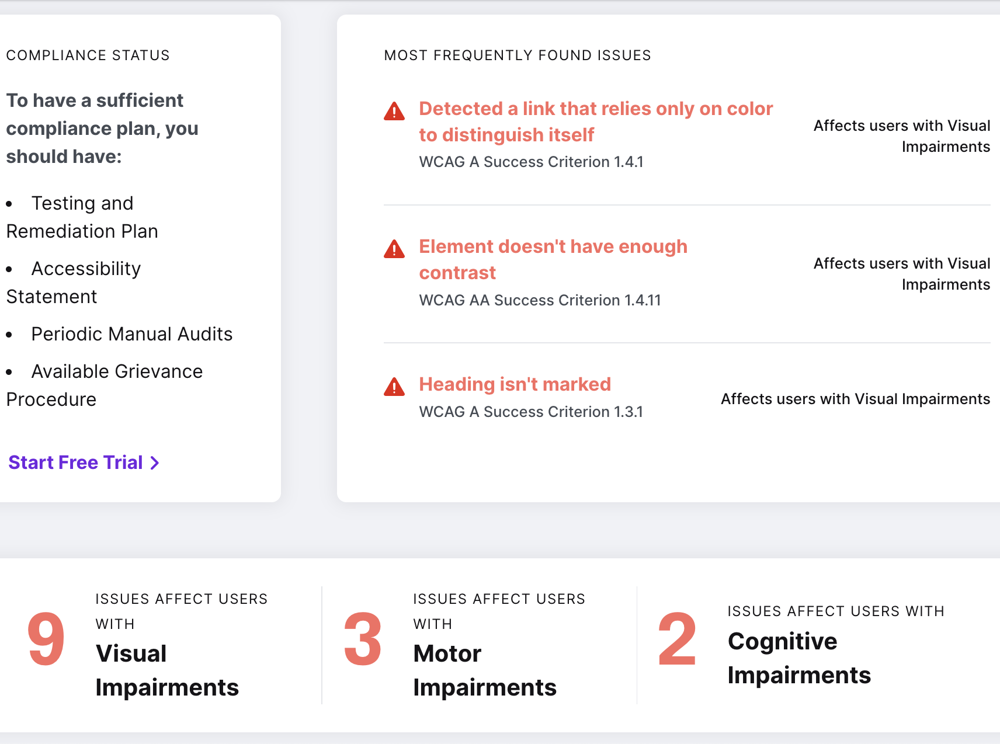 COMPLIANCE STATUS
To have a sufficient
compliance plan, you
should have:
• Testing and
Remediation Plan
• Accessibility
Statement
• Periodic Manual Audits
• Available Grievance
Procedure
Start Free Trial >
MOST FREQUENTLY FOUND ISSUES
Detected a link that relies only on color
to distinguish itself
WCAG A Success Criterion 1.4.1
Affects users with Visual
Impairments
Element doesn't have enough
contrast
WCAG AA Success Criterion 1.4.11
Affects users with Visual
Impairments
Heading isn't marked
WCAG A Success Criterion 1.3.1
Affects users with Visual Impairments
9
ISSUES AFFECT USERS
WITH
Visual
Impairments
3
ISSUES AFFECT USERS
WITH
Motor
Impairments
2
ISSUES AFFECT USERS WITH
Cognitive
Impairments